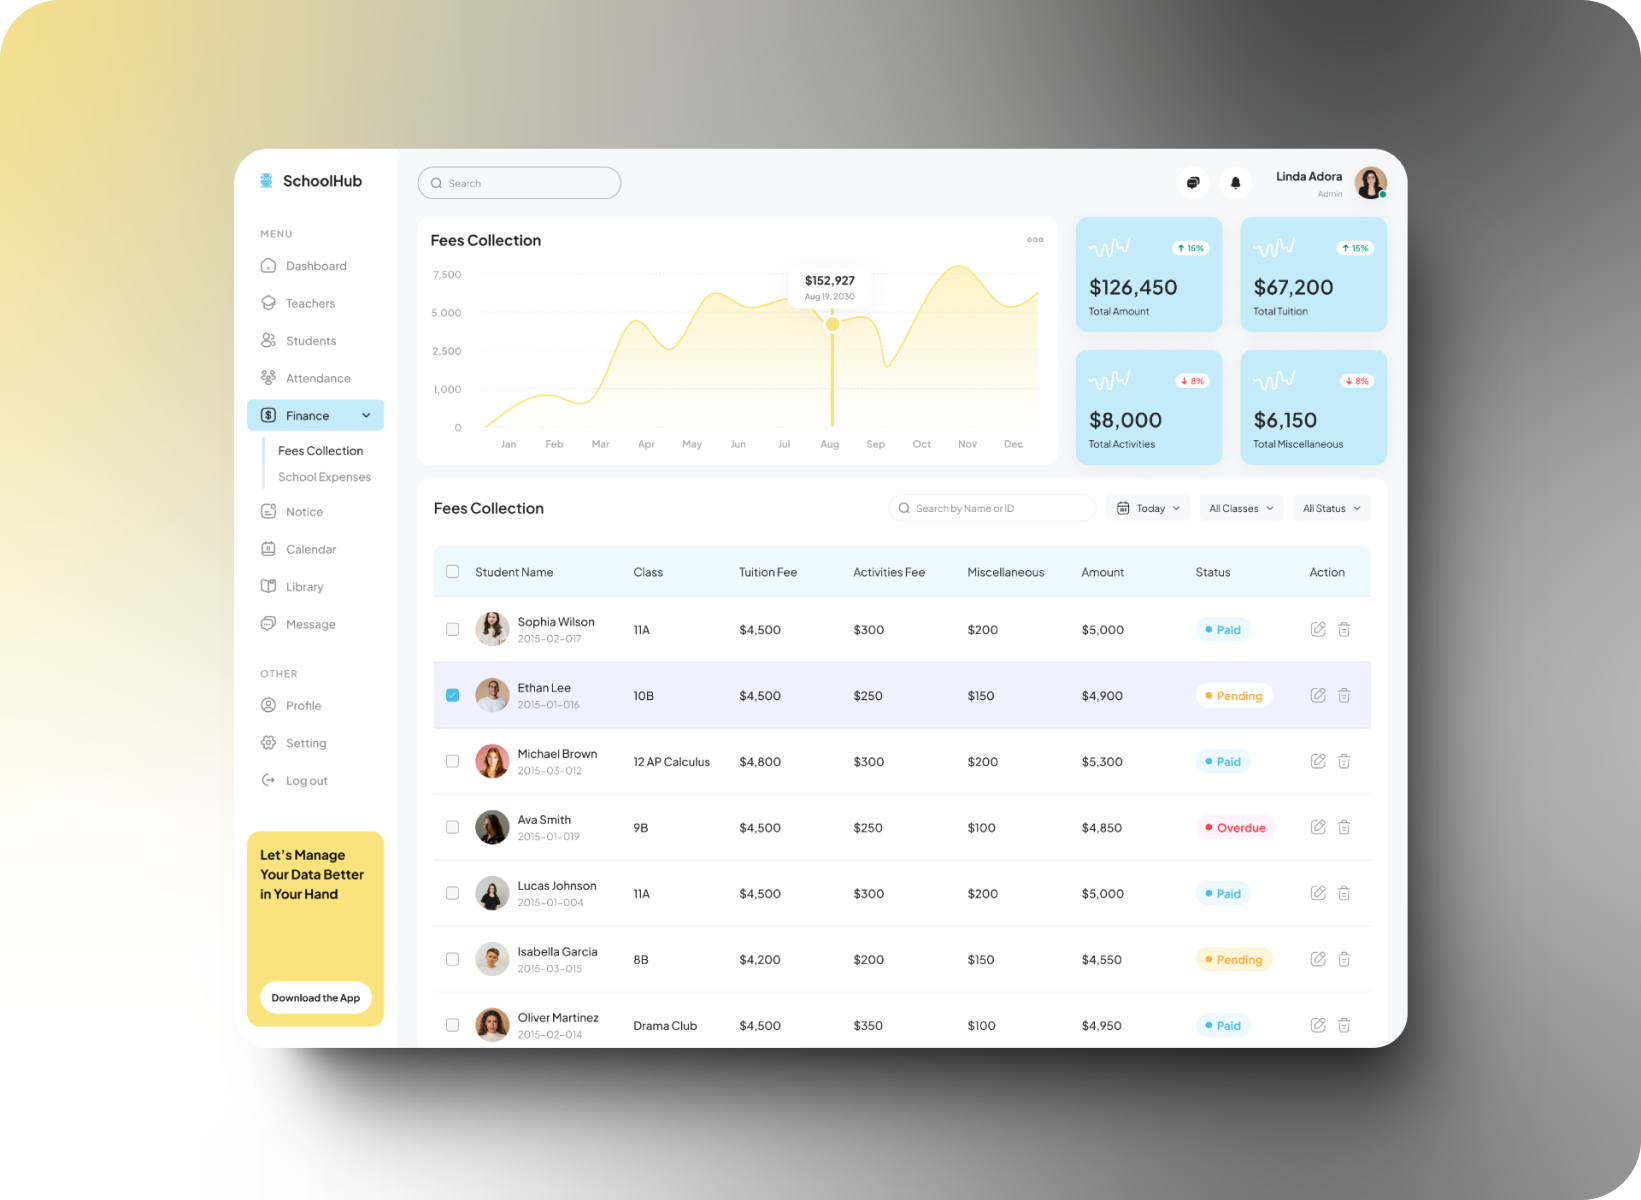 SchoolHub
MENU
Dashboard
Teachers
Students
Attendance
$ Finance
Fees Collection
School Expenses
Notice
Calendar
Library
Message
OTHER
Profile
Setting
Log out
Let's Manage
Your Data Better
in Your Hand
Download the App
Search
Linda Adora
Admin
Fees Collection
7,500
5,000
2,500
1,000
0
$152,927
Aug 19, 2030
Jan Feb Mar Apr May Jun Jul Aug Sep Oct Nov Dec
15%
$126,450
Total Amount
15%
$67,200
Total Tuition
8%
$8,000
Total Activities
8%
$6,150
Total Miscellaneous
Fees Collection
Search by Name or ID
Today
All Classes
All Status
Student Name Class Tuition Fee Activities Fee Miscellaneous Amount Status Action
Sophia Wilson
2015-02-017
11A $4,500 $300 $200 $5,000 Paid
Ethan Lee
2015-01-016
10B $4,500 $250 $150 $4,900 Pending
Michael Brown
2015-03-012
12 AP Calculus $4,800 $300 $200 $5,300 Paid
Ava Smith
2015-01-019
9B $4,500 $250 $100 $4,850 Overdue
Lucas Johnson
2015-01-004
11A $4,500 $300 $200 $5,000 Paid
Isabella Garcia
2015-03-015
8B $4,200 $200 $150 $4,550 Pending
Oliver Martinez
2015-02-014
Drama Club $4,500 $350 $100 $4,950 Paid